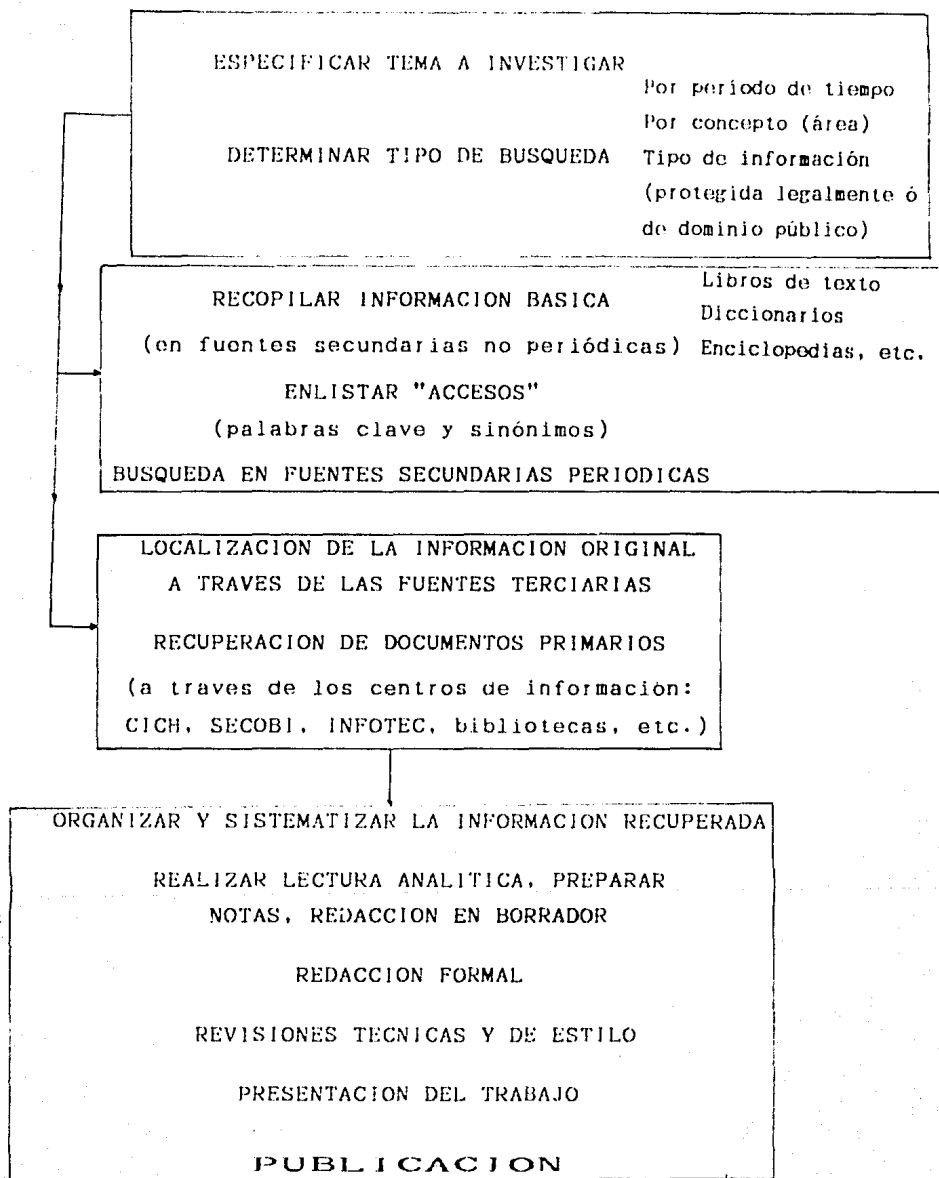 ESPECIFICAR TEMA A INVESTIGAR
Por período de tiempo
Por concepto (área)
DETERMINAR TIPO DE BUSQUEDA Tipo de información
(protegida legalmente ó
de dominio público)
Libros de texto
RECOPILAR INFORMACION BASICA
Diccionarios
(en fuentes secundarias no periódicas) Enciclopedias, etc.
ENLISTAR "ACCESOS"
(palabras clave y sinónimos)
BUSQUEDA EN FUENTES SECUNDARIAS PERIODICAS
LOCALIZACION DE LA INFORMACION ORIGINAL
A TRAVES DE LAS FUENTES TERCIARIAS
RECUPERACION DE DOCUMENTOS PRIMARIOS
(a traves de los centros de información:
CICH, SECOBI, INFOTEC, bibliotecas, etc.)
ORGANIZAR Y SISTEMATIZAR LA INFORMACION RECUPERADA
REALIZAR LECTURA ANALITICA, PREPARAR
NOTAS, REDACCION EN BORRADOR
REDACCION FORMAL
REVISIONES TECNICAS Y DE ESTILO
PRESENTACION DEL TRABAJO
PUBLICACION